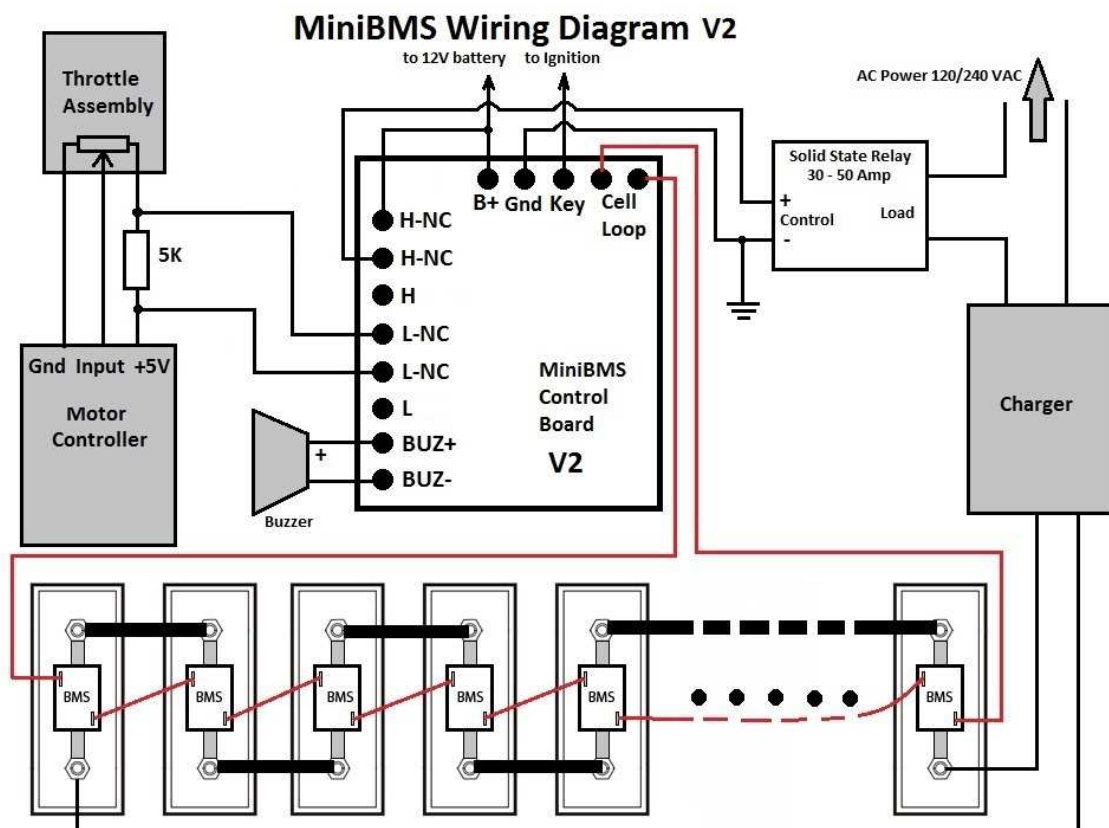 MiniBMS Wiring Diagram V2
to 12V battery
to Ignition
AC Power 120/240 VAC
Throttle
Assembly
5K
Gnd Input +5V
Motor
Controller
B+ Gnd Key Cell
Loop
H-NC
H-NC
H
L-NC
L-NC
L
BUZ+
BUZ-
MiniBMS
Control
Board
V2
+
Buzzer
Solid State Relay
30 - 50 Amp
+
Control
-
Load
Charger
BMS
BMS
BMS
BMS
BMS
BMS